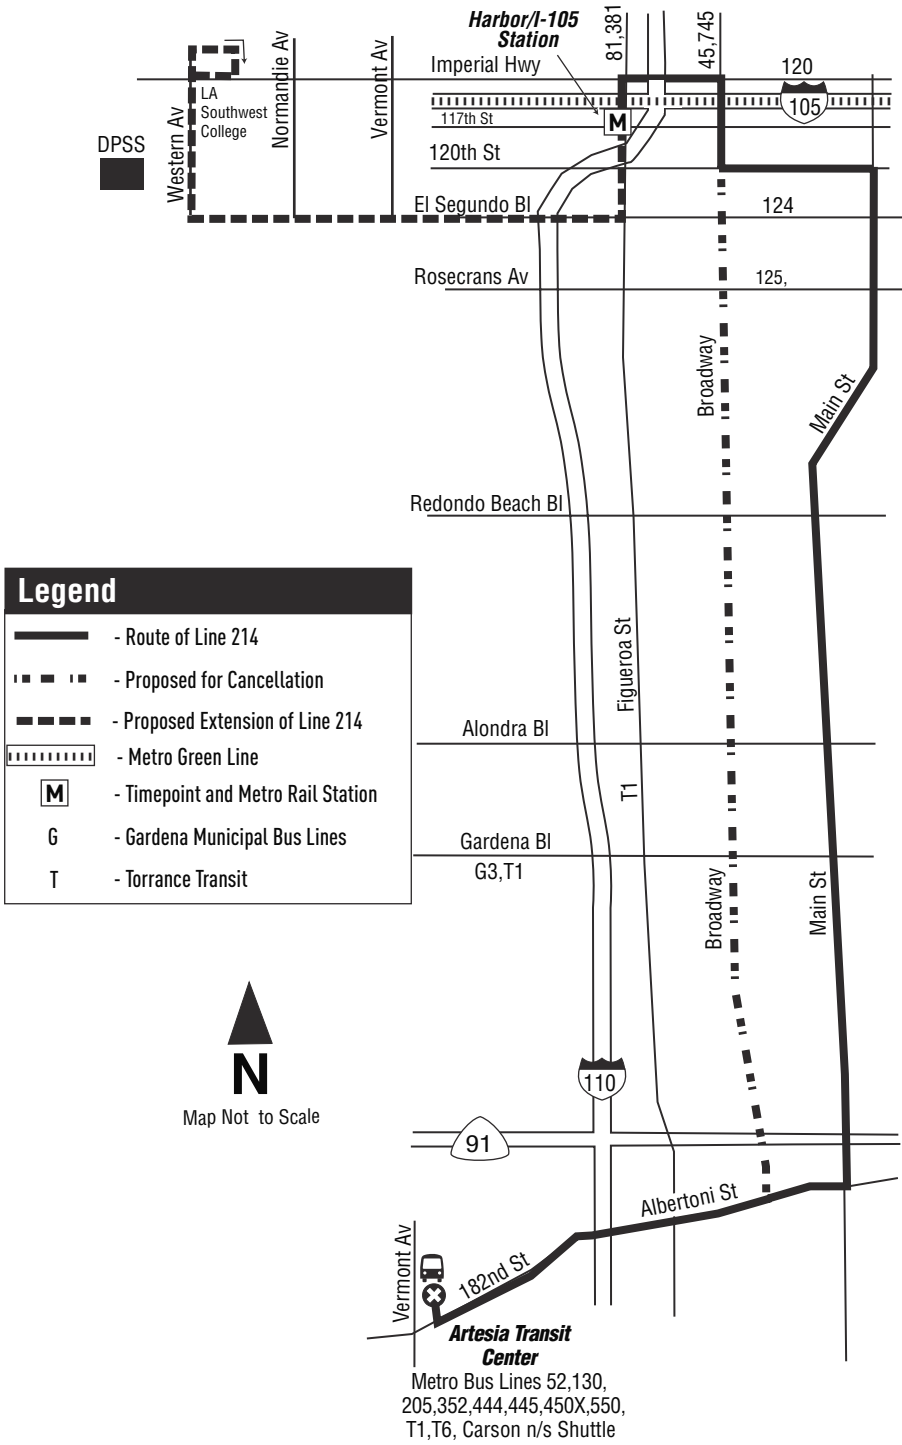 Harbor/I-105
Station
81,381
45,745
Imperial Hwy
120
105
LA
Southwest
College
Western Av
Normandie Av
Vermont Av
117th St
M
DPSS
120th St
El Segundo Bl
124
Rosecrans Av
125,
Broadway
Main St
Redondo Beach Bl
Legend
- Route of Line 214
- Proposed for Cancellation
- Proposed Extension of Line 214
- Metro Green Line
M - Timepoint and Metro Rail Station
G - Gardena Municipal Bus Lines
T - Torrance Transit
Figueroa St
Alondra Bl
T1
Gardena Bl
G3,T1
Broadway
Main St
N
Map Not to Scale
110
91
Albertoni St
Vermont Av
182nd St
Artesia Transit
Center
Metro Bus Lines 52,130,
205,352,444,445,450X,550,
T1,T6, Carson n/s Shuttle